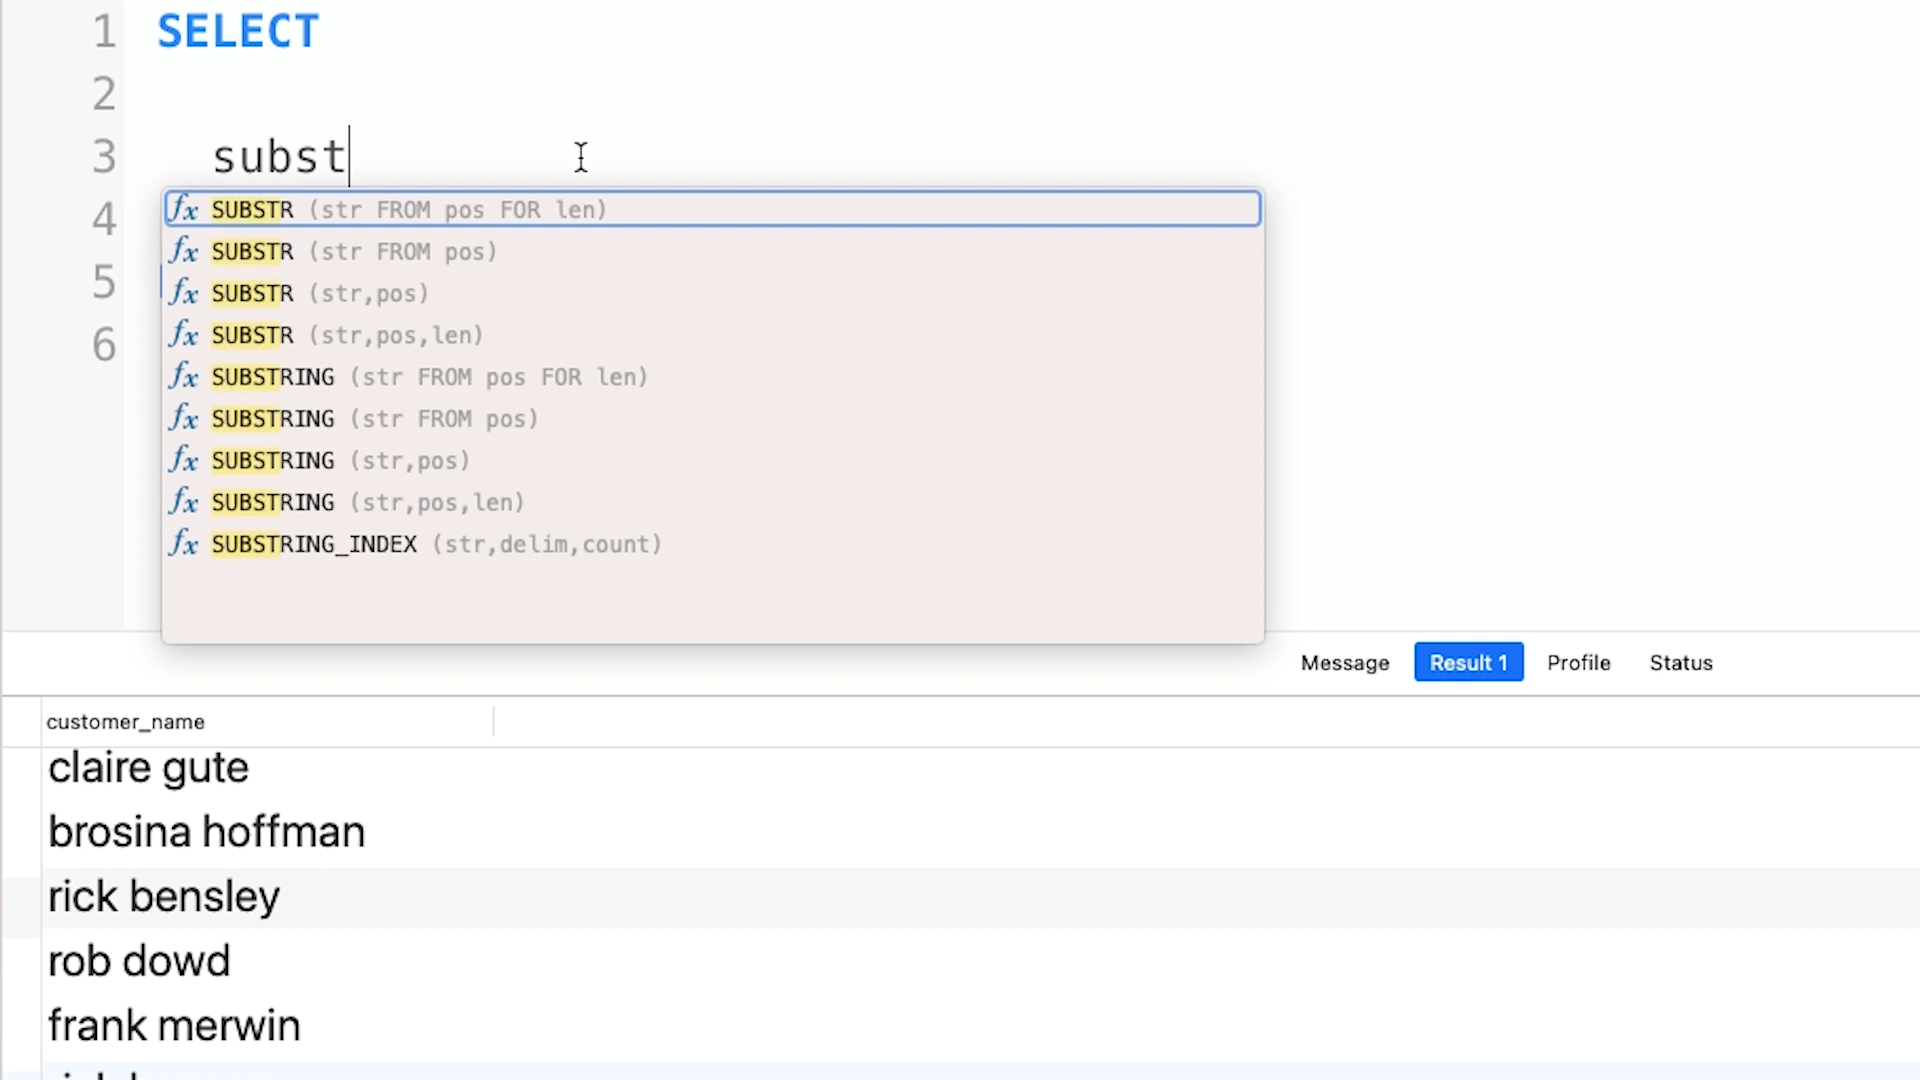 1 SELECT
2
3 subst
4
5
6
fx SUBSTR (str FROM pos FOR len)
fx SUBSTR (str FROM pos)
fx SUBSTR (str,pos)
fx SUBSTR (str,pos,len)
fx SUBSTRING (str FROM pos FOR len)
fx SUBSTRING (str FROM pos)
fx SUBSTRING (str,pos)
fx SUBSTRING (str,pos,len)
fx SUBSTRING_INDEX (str,delim,count)
Message Result 1 Profile Status
customer_name
claire gute
brosina hoffman
rick bensley
rob dowd
frank merwin